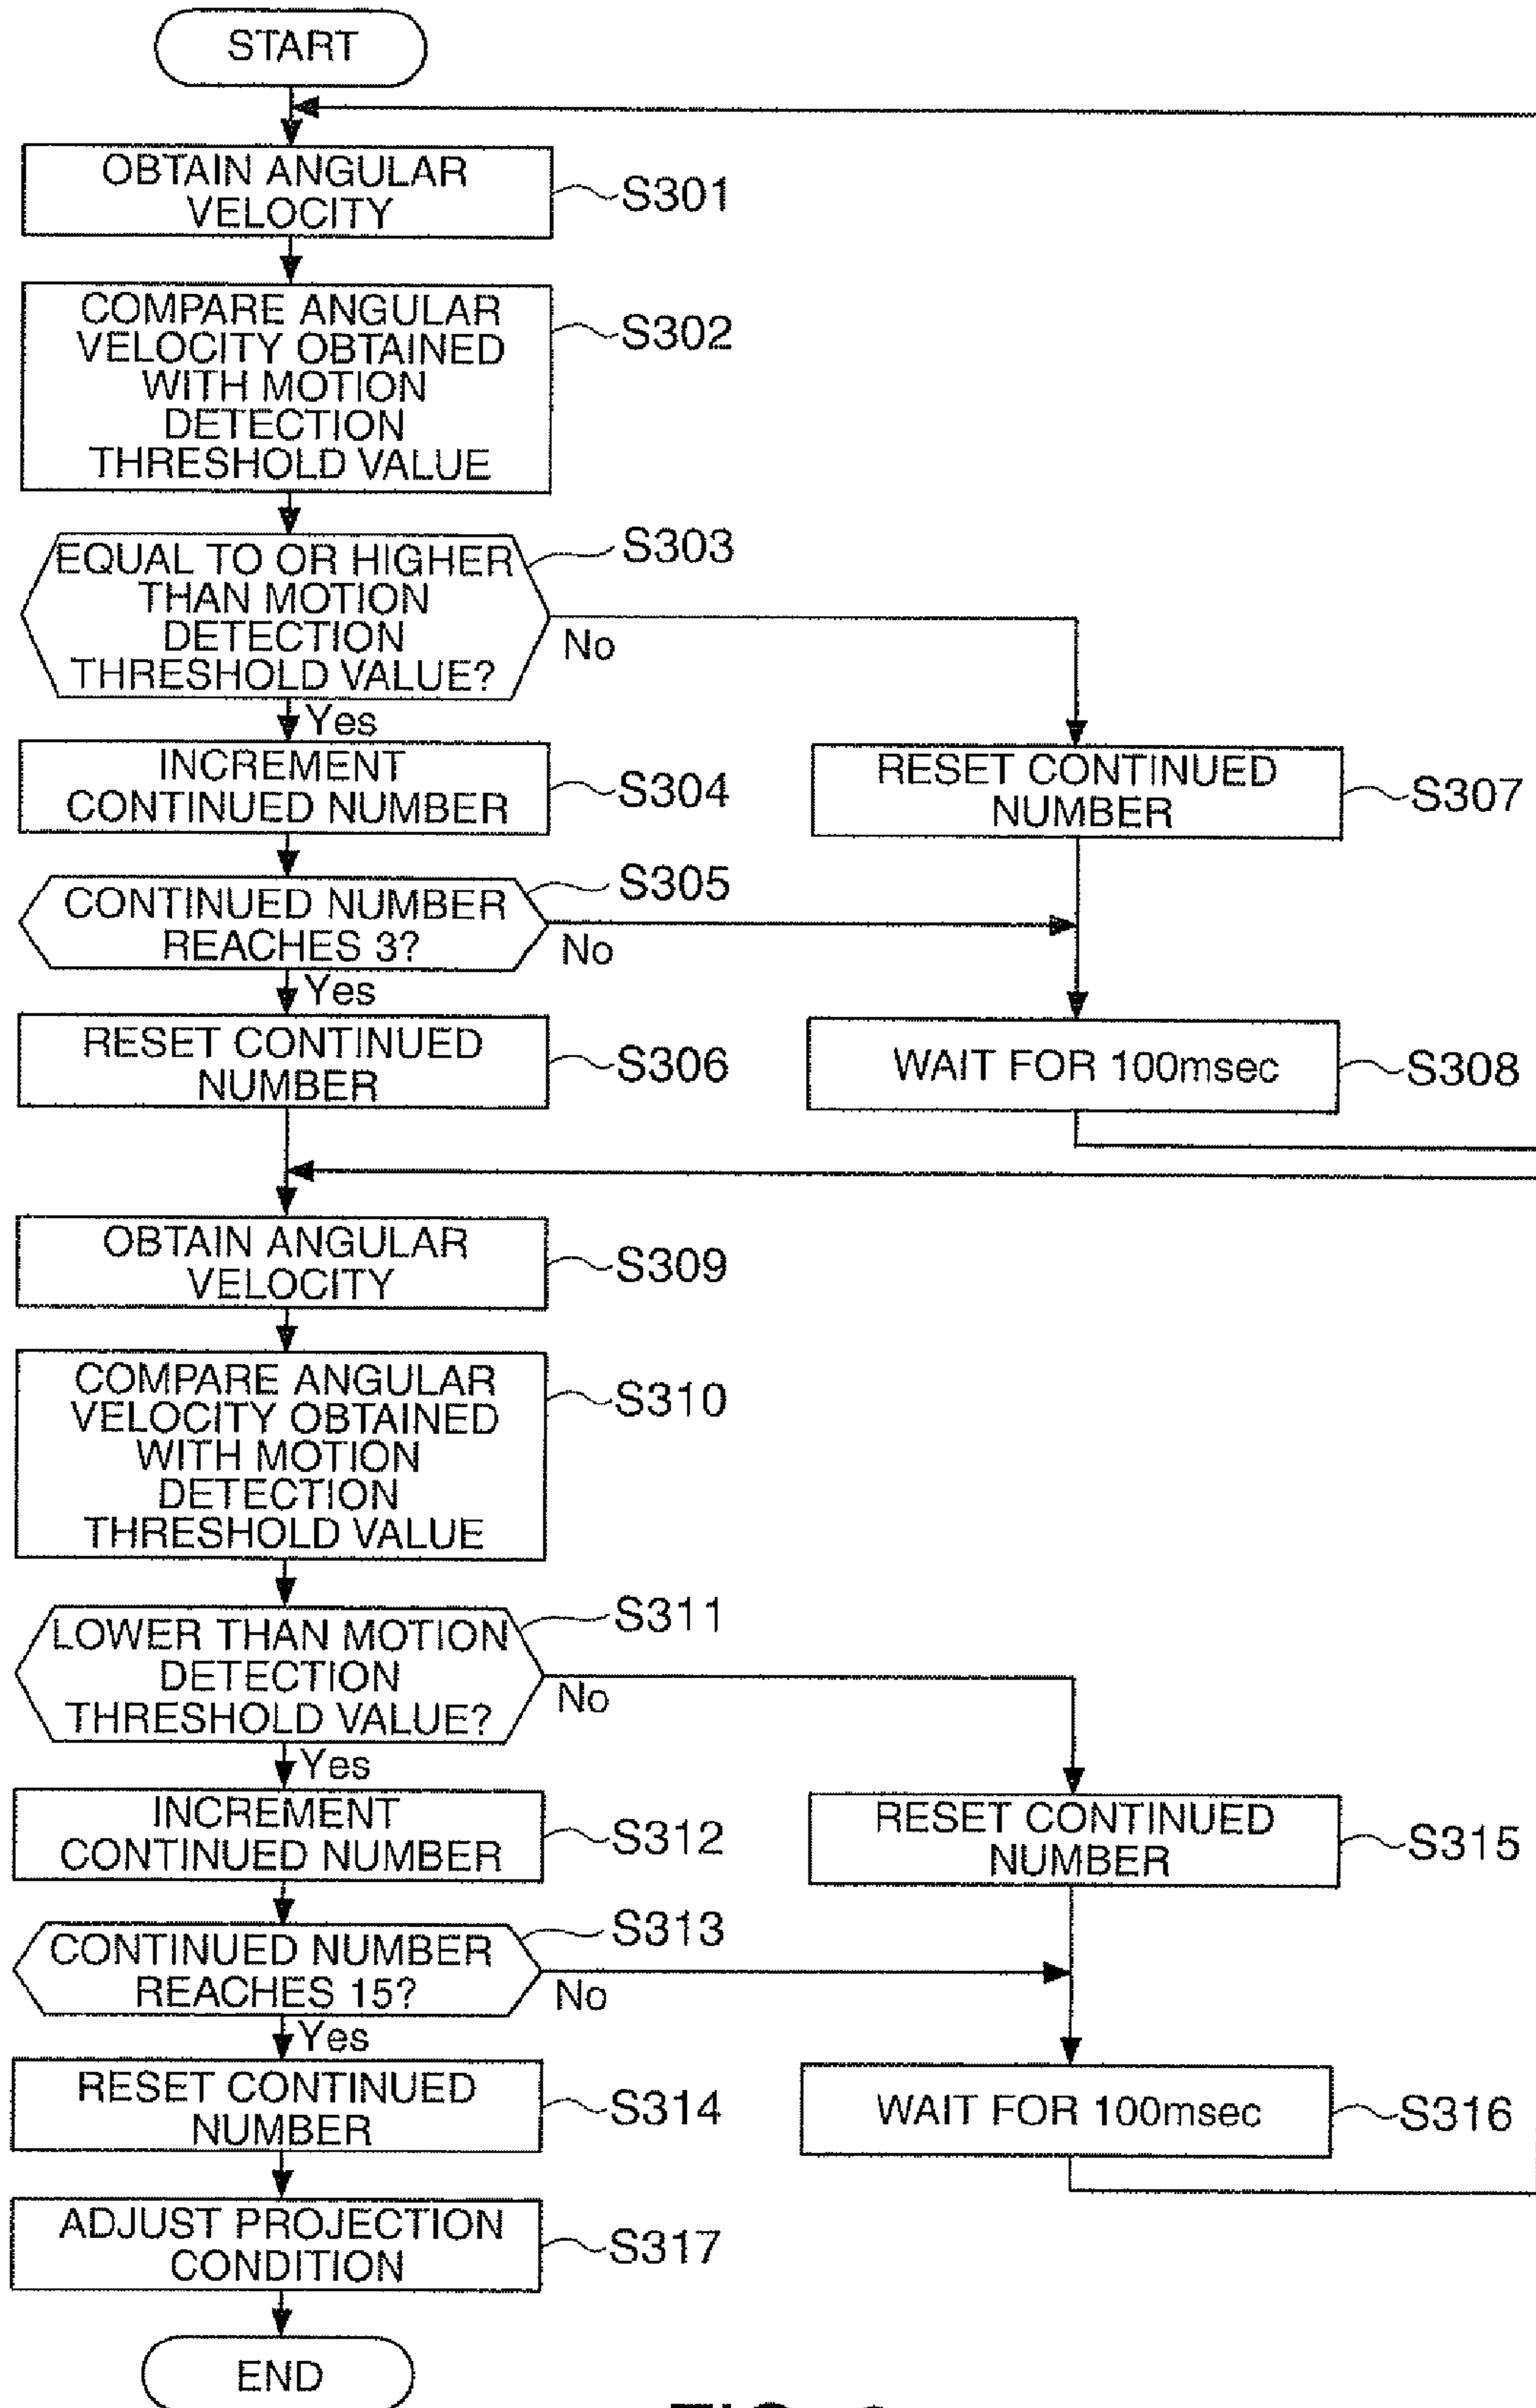 START
OBTAIN ANGULAR
VELOCITY
S301
COMPARE ANGULAR
VELOCITY OBTAINED
WITH MOTION
DETECTION
THRESHOLD VALUE
S302
EQUAL TO OR HIGHER
THAN MOTION
DETECTION
THRESHOLD VALUE?
S303
No
Yes
INCREMENT
CONTINUED NUMBER
S304
RESET CONTINUED
NUMBER
S307
CONTINUED NUMBER
REACHES 3?
S305
No
Yes
RESET CONTINUED
NUMBER
S306
WAIT FOR 100msec
S308
OBTAIN ANGULAR
VELOCITY
S309
COMPARE ANGULAR
VELOCITY OBTAINED
WITH MOTION
DETECTION
THRESHOLD VALUE
S310
LOWER THAN MOTION
DETECTION
THRESHOLD VALUE?
S311
No
Yes
INCREMENT
CONTINUED NUMBER
S312
RESET CONTINUED
NUMBER
S315
CONTINUED NUMBER
REACHES 15?
S313
No
Yes
RESET CONTINUED
NUMBER
S314
WAIT FOR 100msec
S316
ADJUST PROJECTION
CONDITION
S317
END